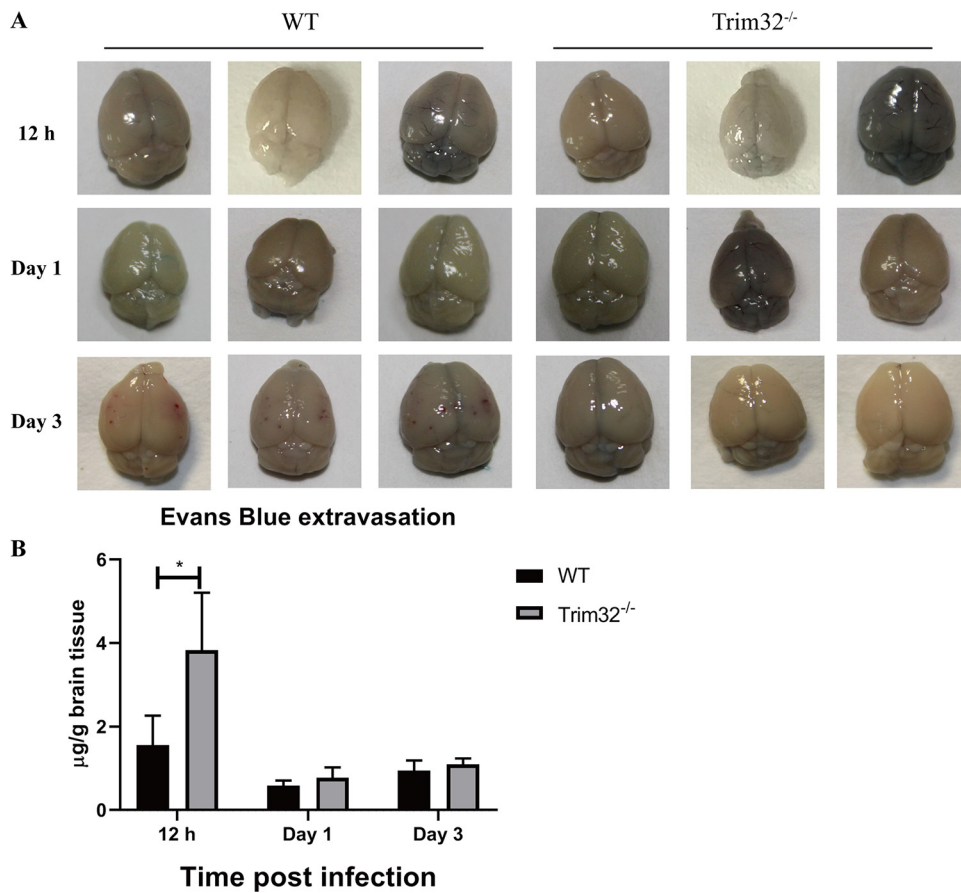 A
WT
Trim32-/-
12 h
Day 1
Day 3
Evans Blue extravasation
B
6
4
2
0
*
µg/g brain tissue
WT
Trim32-/-
12 h
Day 1
Day 3
Time post infection